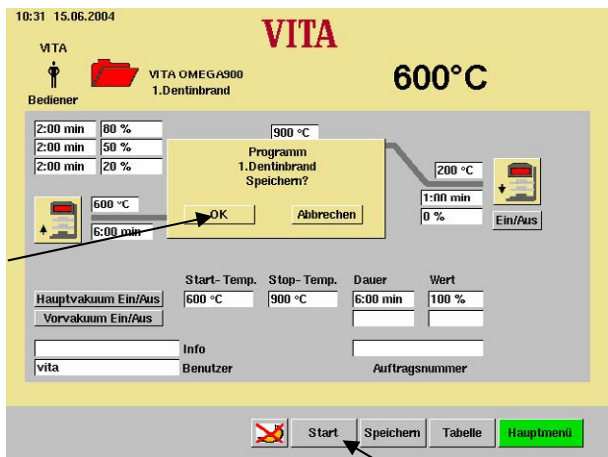 10:31 15.06.2004
VITA
VITA
VITA OMEGA900
1.Dentinbrand
600°C
Bediener
2:00 min 80 %
2:00 min 50 %
2:00 min 20 %
900 °C
Programm
1.Dentinbrand
Speichern?
OK Abbrechen
200 °C
1:00 min
0 %
Ein/Aus
600 °C
6:00 min
Start-Temp. Stop-Temp. Dauer Wert
Hauptvakuum Ein/Aus 600 °C 900 °C 6:00 min 100 %
Vorvakuum Ein/Aus
Info
vita Benutzer Auftragsnummer
Start Speichern Tabelle Hauptmenü